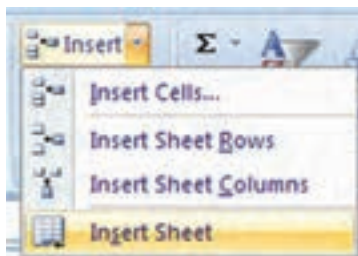 Insert Σ A
Insert Cells...
Insert Sheet Rows
Insert Sheet Columns
Insert Sheet